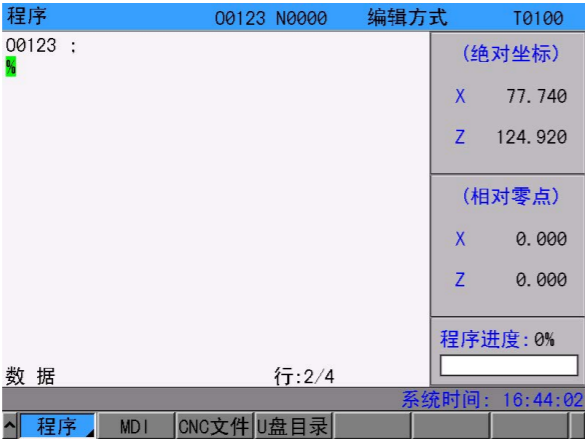 程序 O0123 N0000 编辑方式 T0100
O0123 ;
%
(绝对坐标)
X 77.740
Z 124.920
(相对零点)
X 0.000
Z 0.000
程序进度: 0%
数据 行:2/4
系统时间: 16:44:02
^ 程序 MDI CNC文件 U盘目录